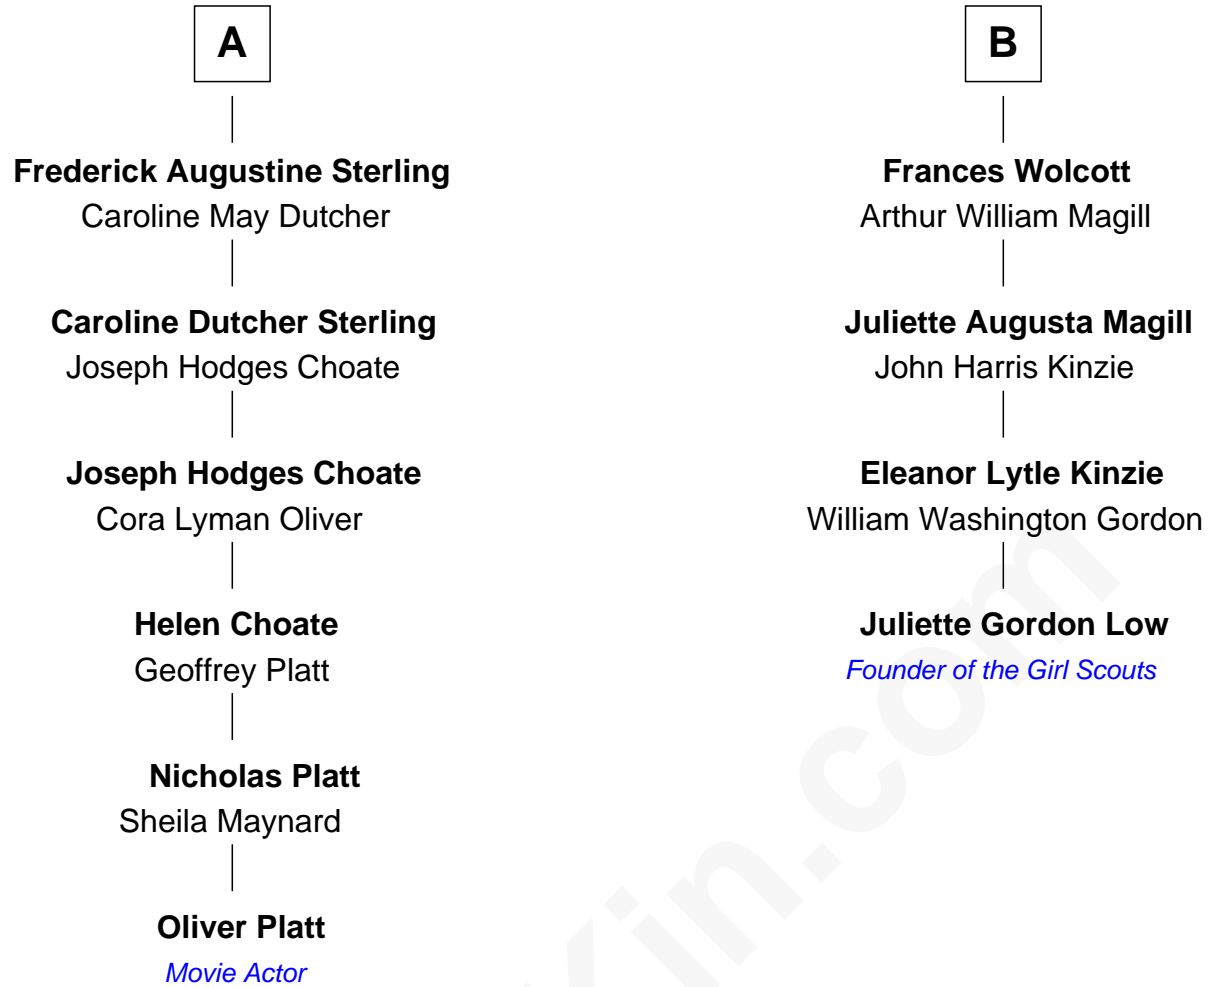 A
Frederick Augustine Sterling
Caroline May Dutcher
Caroline Dutcher Sterling
Joseph Hodges Choate
Joseph Hodges Choate
Cora Lyman Oliver
Helen Choate
Geoffrey Platt
Nicholas Platt
Sheila Maynard
Oliver Platt
Movie Actor
B
Frances Wolcott
Arthur William Magill
Juliette Augusta Magill
John Harris Kinzie
Eleanor Lytle Kinzie
William Washington Gordon
Juliette Gordon Low
Founder of the Girl Scouts
Kin.com